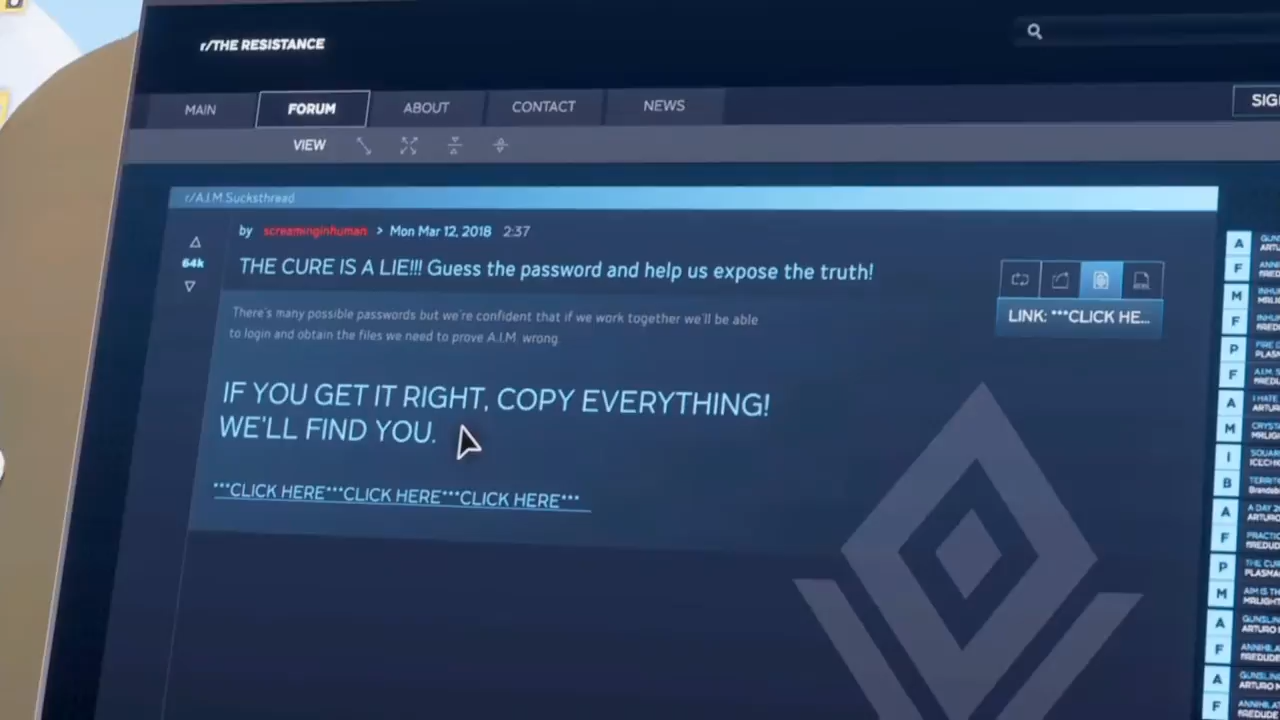 r/THE RESISTANCE
MAIN
FORUM
ABOUT
CONTACT
NEWS
VIEW
r/A.I.M.Sucksthread
by screaminginhuman > Mon Mar 12, 2018 2:37
64k
THE CURE IS A LIE!!! Guess the password and help us expose the truth!
There's many possible passwords but we're confident that if we work together we'll be able
to login and obtain the files we need to prove A.I.M wrong
LINK: ***CLICK HE...
IF YOU GET IT RIGHT, COPY EVERYTHING!
WE'LL FIND YOU.
***CLICK HERE***CLICK HERE***CLICK HERE***
A
F
M
F
P
F
A
M
I
B
A
F
P
M
A
F
A
F